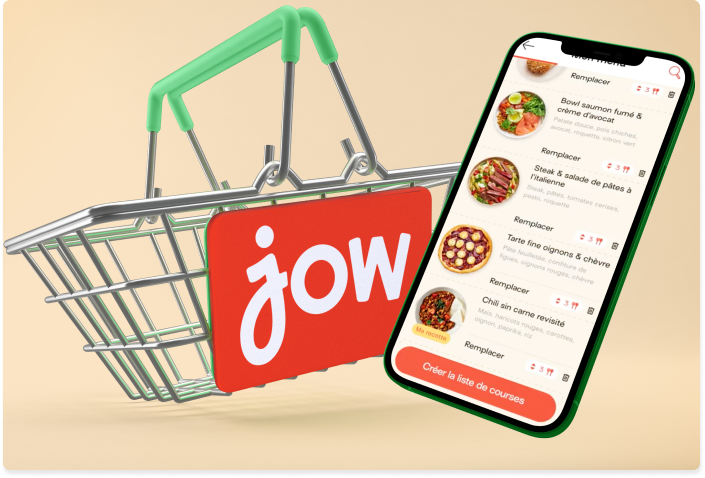 jow
Mon menu
Remplacer
3
Bowl saumon fumé &
crème d'avocat
Patate douce, pois chiches,
avocat, roquette, citron vert
Remplacer
3
Steak & salade de pâtes à
l'italienne
Steak, pâtes, tomates cerises,
pesto, roquette
Remplacer
3
Tarte fine oignons & chèvre
Pâte feuilletée, confiture de
figues, oignons rouges, chèvre
Remplacer
3
Chili sin carne revisité
Maïs, haricots rouges, carottes,
oignon, paprika, riz
Ma recette
Remplacer
3
Créer la liste de courses